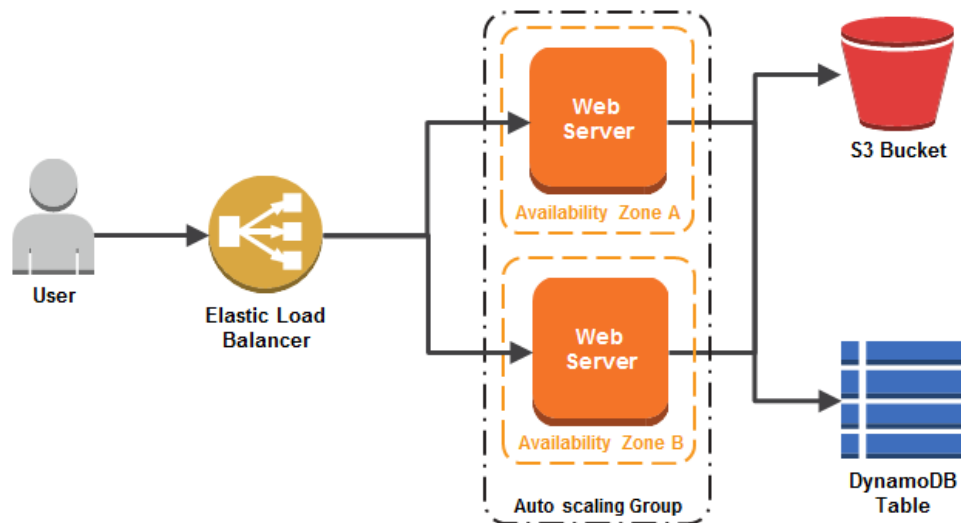 Web
Server
Availability Zone A
S3 Bucket
User
Elastic Load
Balancer
Web
Server
Availability Zone B
Auto scaling Group
DynamoDB
Table